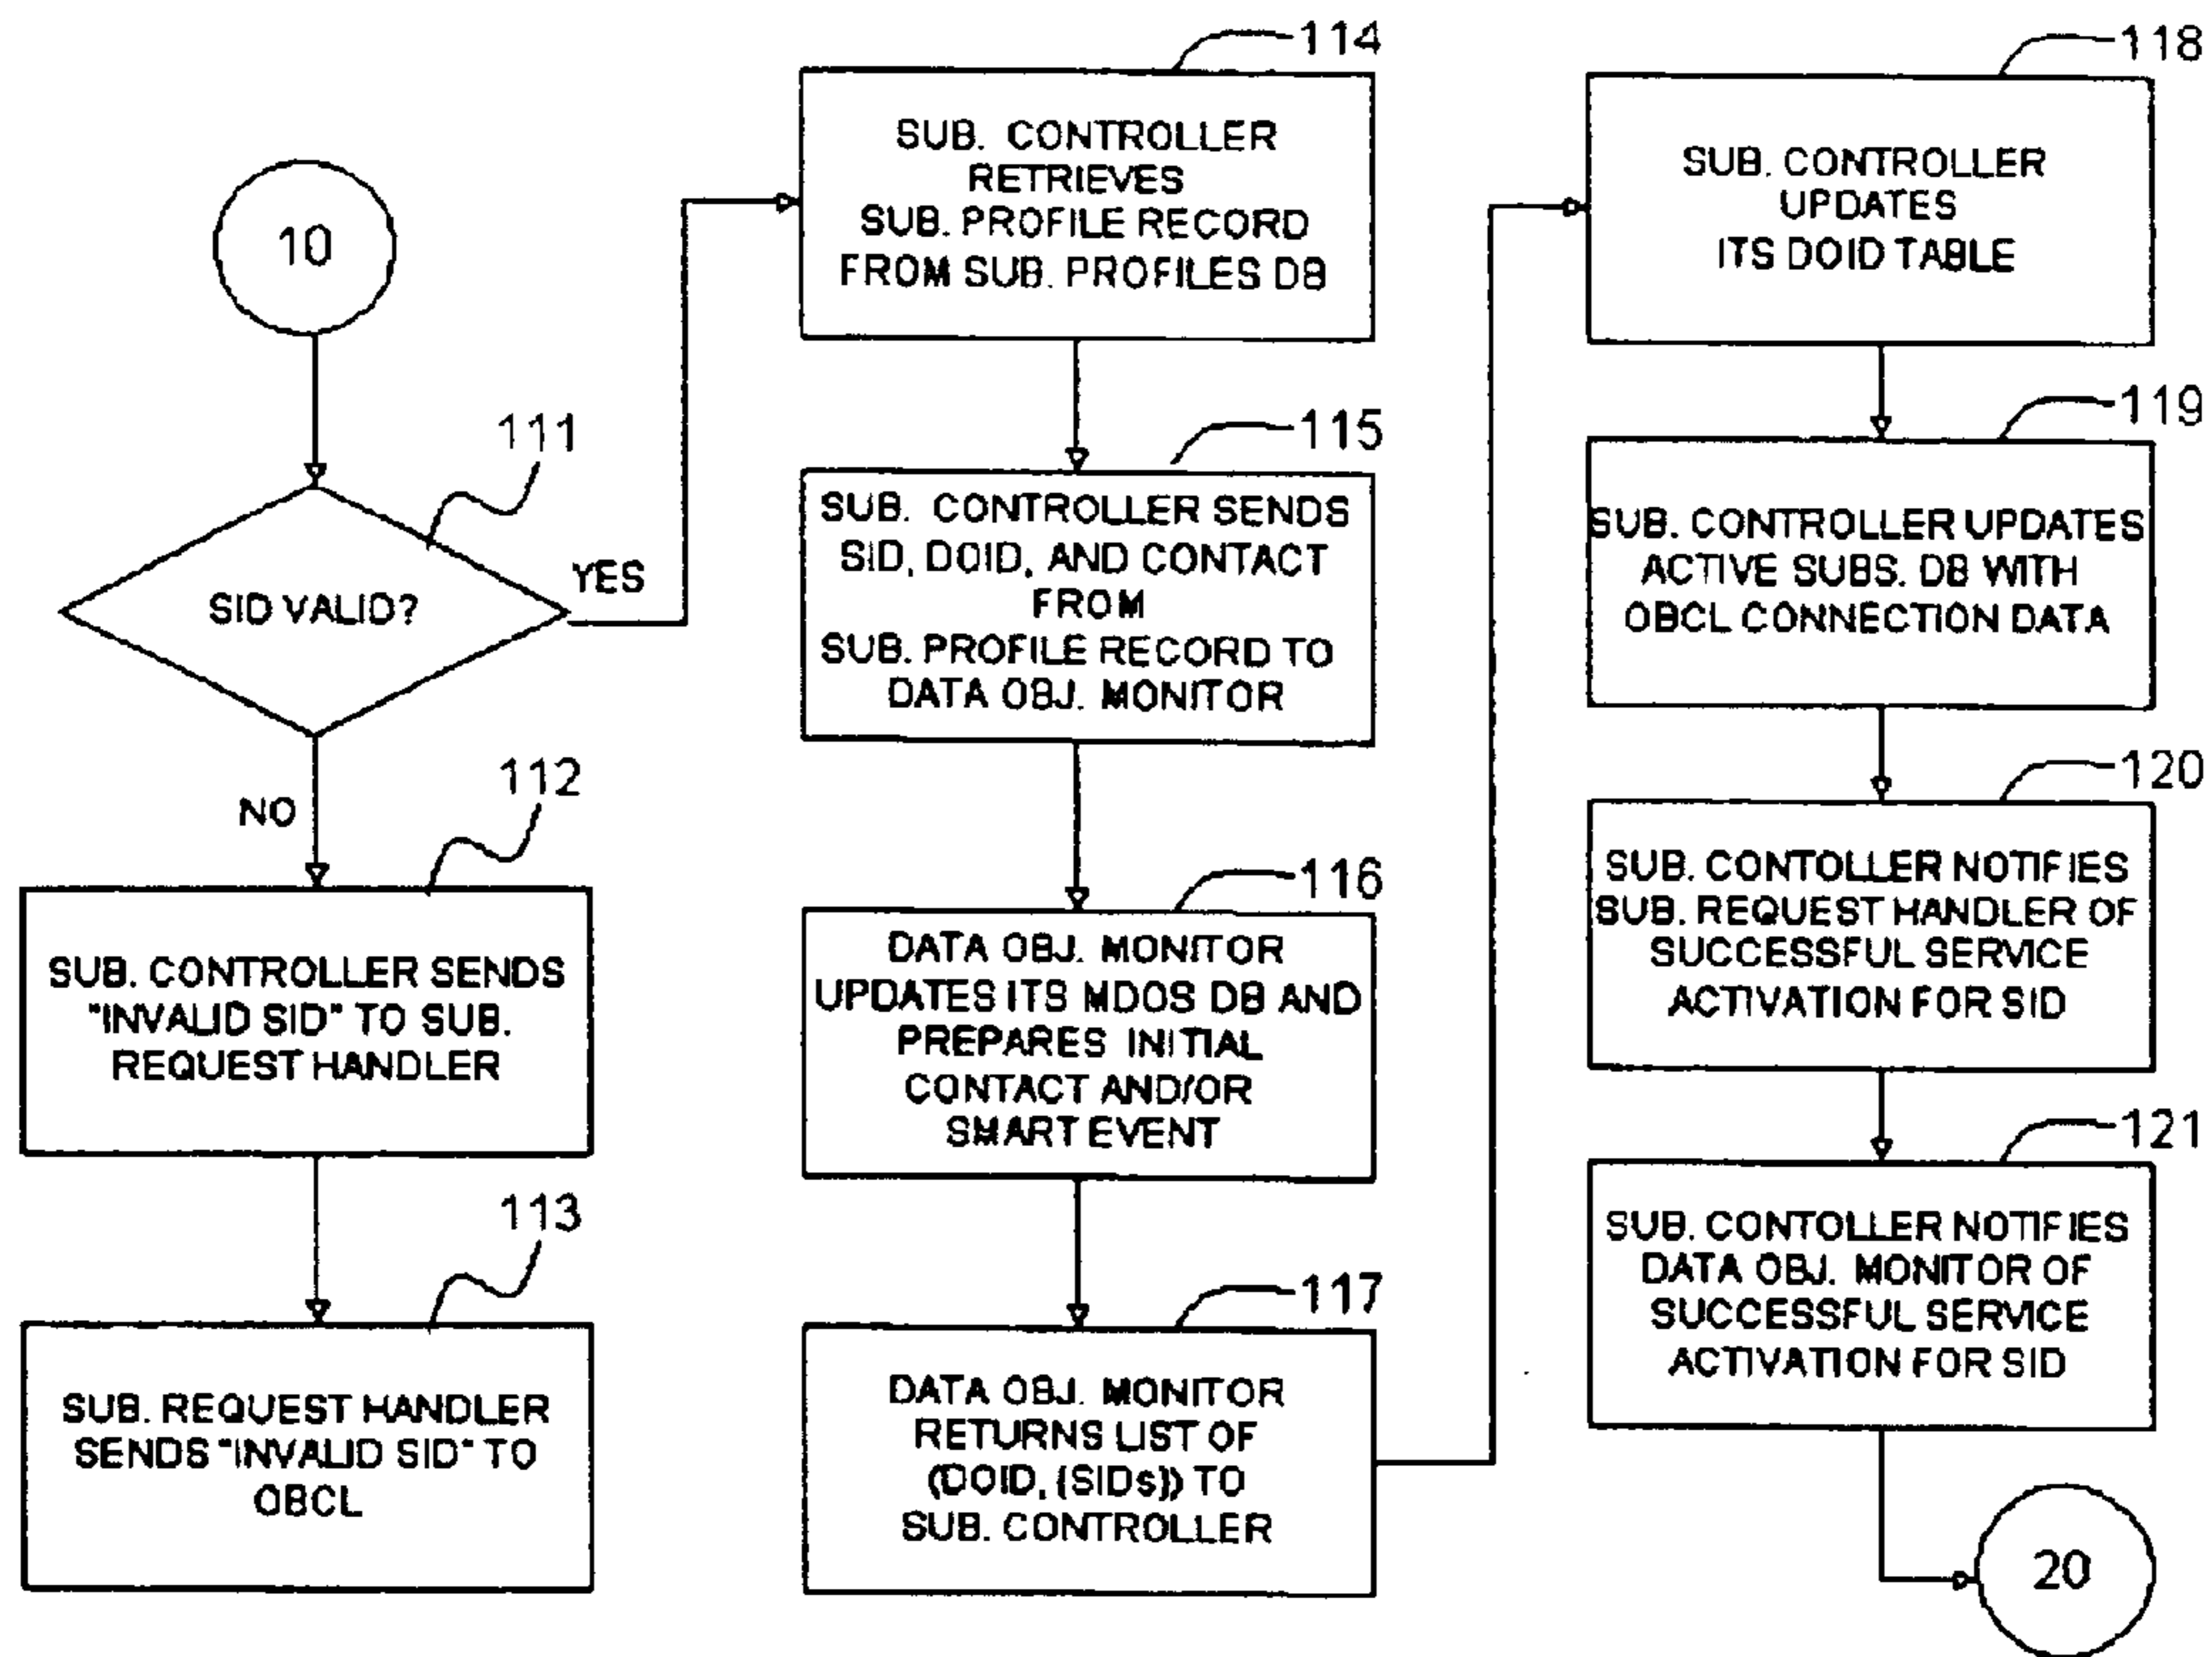 10
111
SID VALID?
YES
NO
112
SUB. CONTROLLER SENDS
"INVALID SID" TO SUB.
REQUEST HANDLER
113
SUB. REQUEST HANDLER
SENDS "INVALID SID" TO
OBCL
114
SUB. CONTROLLER
RETRIEVES
SUB. PROFILE RECORD
FROM SUB. PROFILES DB
115
SUB. CONTROLLER SENDS
SID, DOID, AND CONTACT
FROM
SUB. PROFILE RECORD TO
DATA OBJ. MONITOR
116
DATA OBJ. MONITOR
UPDATES ITS MDOS DB AND
PREPARES INITIAL
CONTACT AND/OR
SMART EVENT
117
DATA OBJ. MONITOR
RETURNS LIST OF
(DOID, {SIDs}) TO
SUB. CONTROLLER
118
SUB. CONTROLLER
UPDATES
ITS DOID TABLE
119
SUB. CONTROLLER UPDATES
ACTIVE SUBS. DB WITH
OBCL CONNECTION DATA
120
SUB. CONTOLLER NOTIFIES
SUB. REQUEST HANDLER OF
SUCCESSFUL SERVICE
ACTIVATION FOR SID
121
SUB. CONTOLLER NOTIFIES
DATA OBJ. MONITOR OF
SUCCESSFUL SERVICE
ACTIVATION FOR SID
20